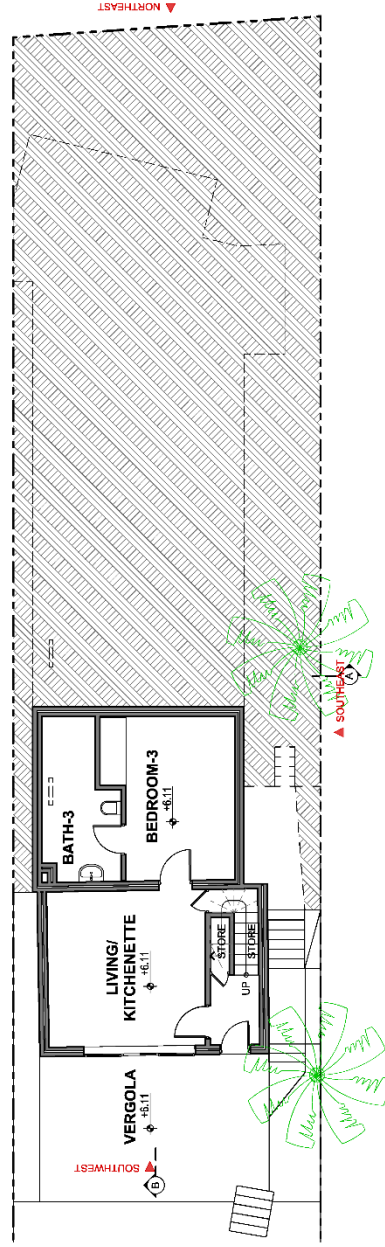 NORTHEAST
BATH-3
BEDROOM-3
+6.11
SOUTHEAST
A
LIVING/
KITCHENETTE
+6.11
STORE
STORE
UP
VERGOLA
+6.11
SOUTHWEST
B